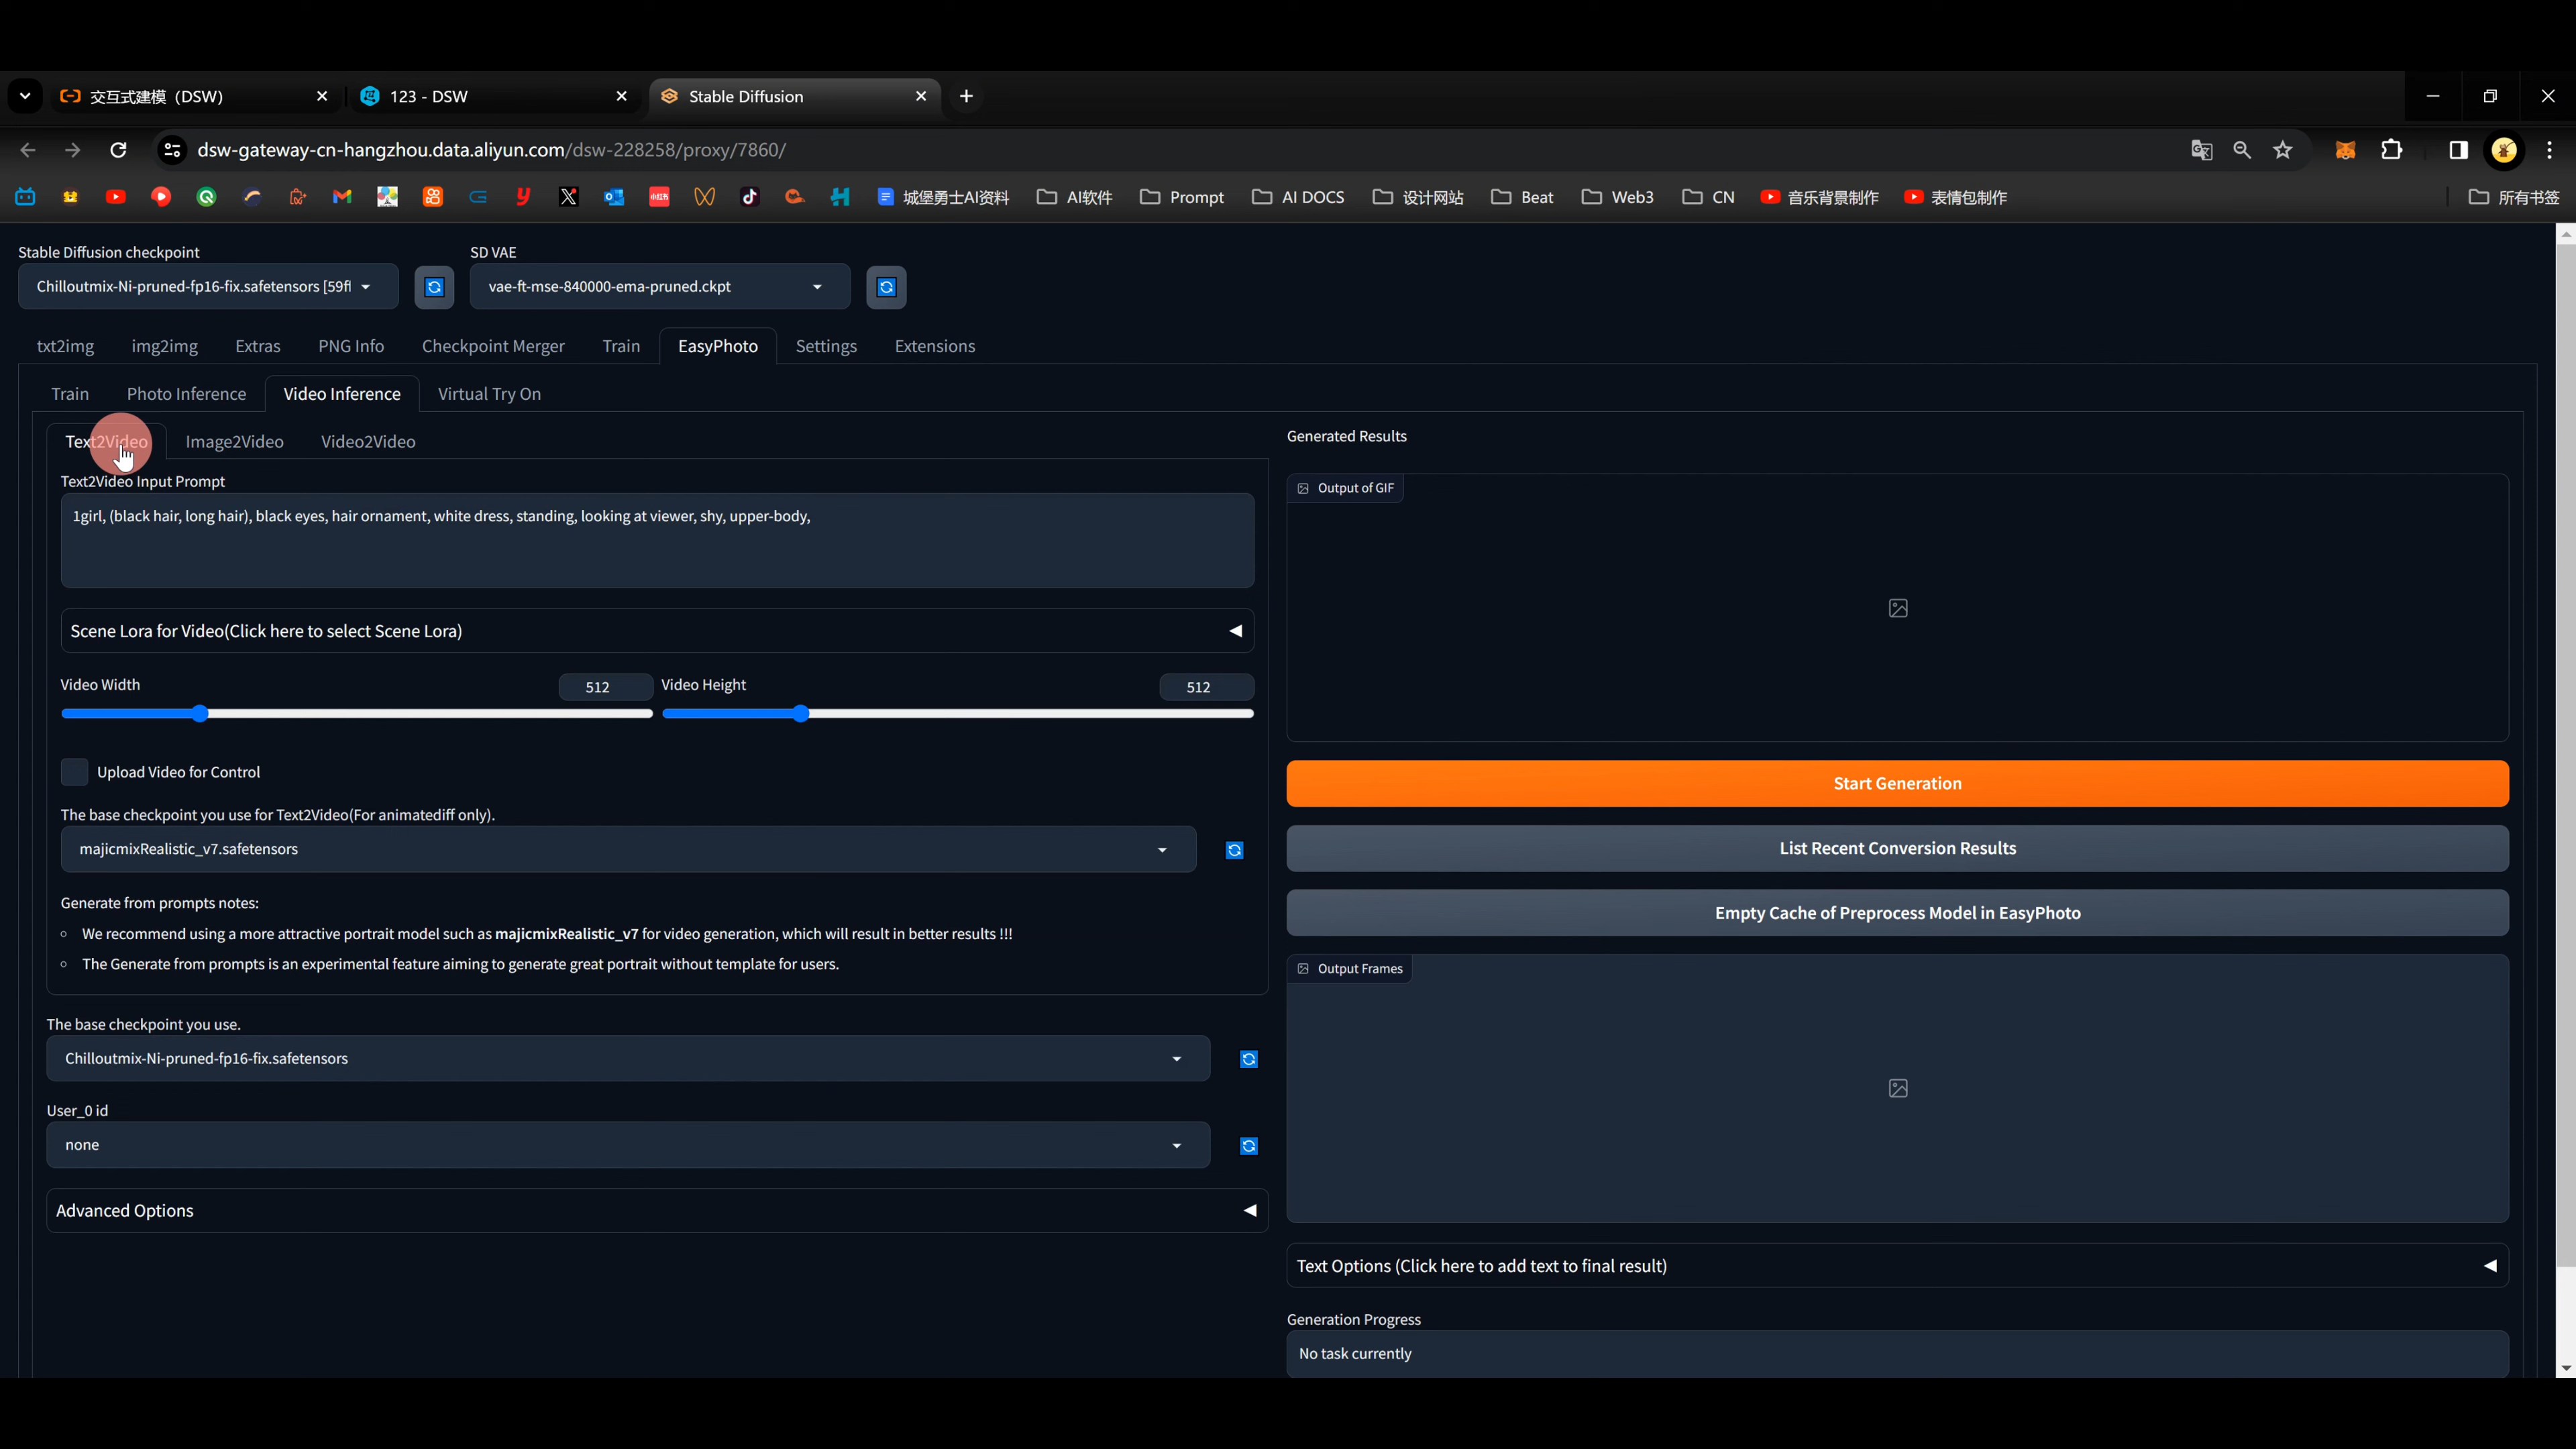 交互式建模（DSW）
123 - DSW
Stable Diffusion
dsw-gateway-cn-hangzhou.data.aliyun.com/dsw-228258/proxy/7860/
城堡勇士AI资料
AI软件
Prompt
AI DOCS
设计网站
Beat
Web3
CN
音乐背景制作
表情包制作
所有书签
Stable Diffusion checkpoint
SD VAE
Chilloutmix-Ni-pruned-fp16-fix.safetensors [59fl
vae-ft-mse-840000-ema-pruned.ckpt
txt2img
img2img
Extras
PNG Info
Checkpoint Merger
Train
EasyPhoto
Settings
Extensions
Train
Photo Inference
Video Inference
Virtual Try On
Text2Video
Image2Video
Video2Video
Text2Video Input Prompt
1girl, (black hair, long hair), black eyes, hair ornament, white dress, standing, looking at viewer, shy, upper-body,
Scene Lora for Video(Click here to select Scene Lora)
Video Width
512
Video Height
512
Upload Video for Control
The base checkpoint you use for Text2Video(For animatediff only).
majicmixRealistic_v7.safetensors
Generate from prompts notes:
We recommend using a more attractive portrait model such as majicmixRealistic_v7 for video generation, which will result in better results !!!
The Generate from prompts is an experimental feature aiming to generate great portrait without template for users.
The base checkpoint you use.
Chilloutmix-Ni-pruned-fp16-fix.safetensors
User_0 id
none
Advanced Options
Generated Results
Output of GIF
Start Generation
List Recent Conversion Results
Empty Cache of Preprocess Model in EasyPhoto
Output Frames
Text Options (Click here to add text to final result)
Generation Progress
No task currently